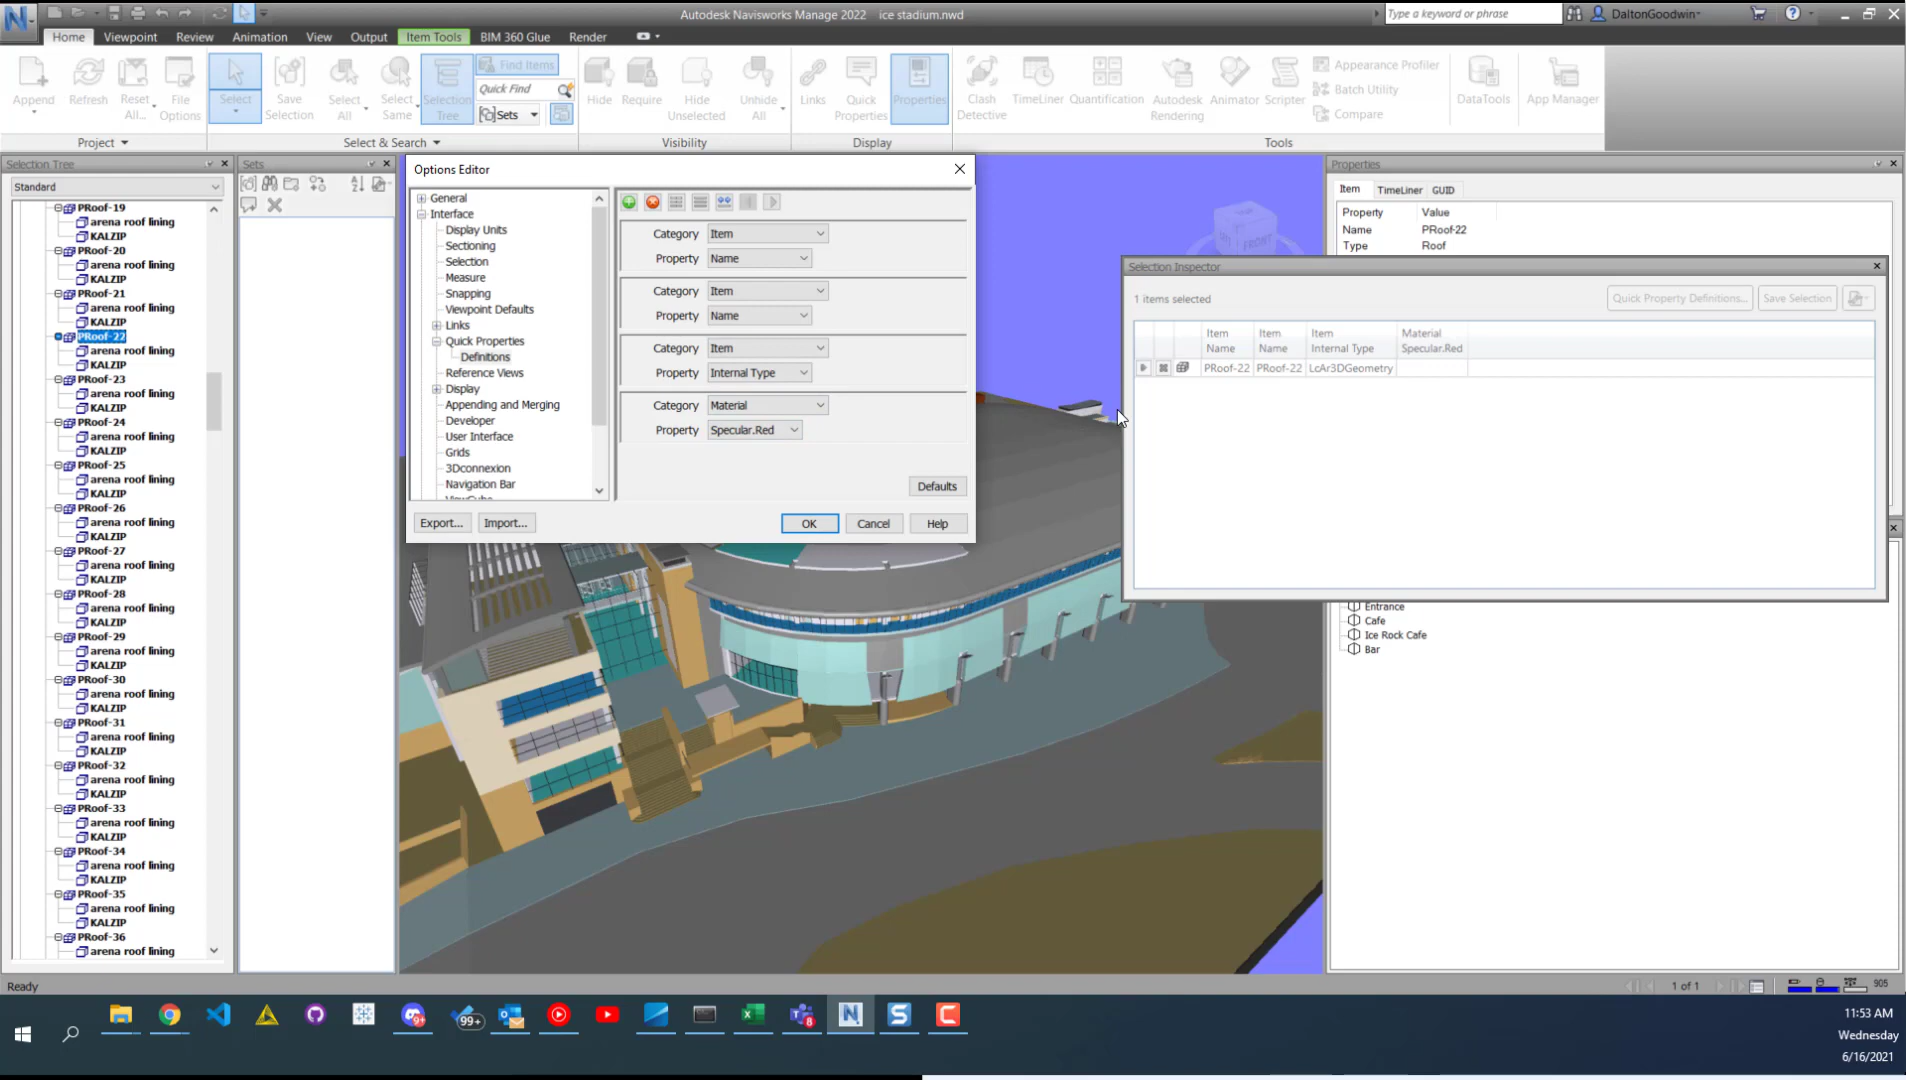 Autodesk Navisworks Manage 2022    ice stadium.nwd
Type a keyword or phrase
DaltonGoodwin
Home Viewpoint Review Animation View Output Item Tools BIM 360 Glue Render
Append
Refresh
Reset All...
File Options
Select
Save Selection
Select All
Select Same
Selection Tree
Find Items
Quick Find
Sets
Hide
Require
Hide Unselected
Unhide All
Links
Quick Properties
Properties
Clash Detective
TimeLiner
Quantification
Autodesk Rendering
Animator
Scripter
Appearance Profiler
Batch Utility
Compare
DataTools
App Manager
Project
Select & Search
Visibility
Display
Tools
Selection Tree
Standard
PRoof-19
arena roof lining
KALZIP
PRoof-20
arena roof lining
KALZIP
PRoof-21
arena roof lining
KALZIP
PRoof-22
arena roof lining
KALZIP
PRoof-23
arena roof lining
KALZIP
PRoof-24
arena roof lining
KALZIP
PRoof-25
arena roof lining
KALZIP
PRoof-26
arena roof lining
KALZIP
PRoof-27
arena roof lining
KALZIP
PRoof-28
arena roof lining
KALZIP
PRoof-29
arena roof lining
KALZIP
PRoof-30
arena roof lining
KALZIP
PRoof-31
arena roof lining
KALZIP
PRoof-32
arena roof lining
KALZIP
PRoof-33
arena roof lining
KALZIP
PRoof-34
arena roof lining
KALZIP
PRoof-35
arena roof lining
KALZIP
PRoof-36
arena roof lining
Sets
Options Editor
General
Interface
Display Units
Sectioning
Selection
Measure
Snapping
Viewpoint Defaults
Links
Quick Properties
Definitions
Reference Views
Display
Appending and Merging
Developer
User Interface
Grids
3Dconnexion
Navigation Bar
ViewCube
Category Item
Property Name
Category Item
Property Name
Category Item
Property Internal Type
Category Material
Property Specular.Red
Defaults
Export... Import... OK Cancel Help
FRONT
Properties
Item TimeLiner GUID
Property Value
Name PRoof-22
Type Roof
Selection Inspector
1 items selected
Quick Property Definitions... Save Selection
Item Item Item Material
Name Name Internal Type Specular.Red
PRoof-22 PRoof-22 LcAr3DGeometry
Entrance
Cafe
Ice Rock Cafe
Bar
Ready
1 of 1
905
99+
8
11:53 AM
Wednesday
6/16/2021